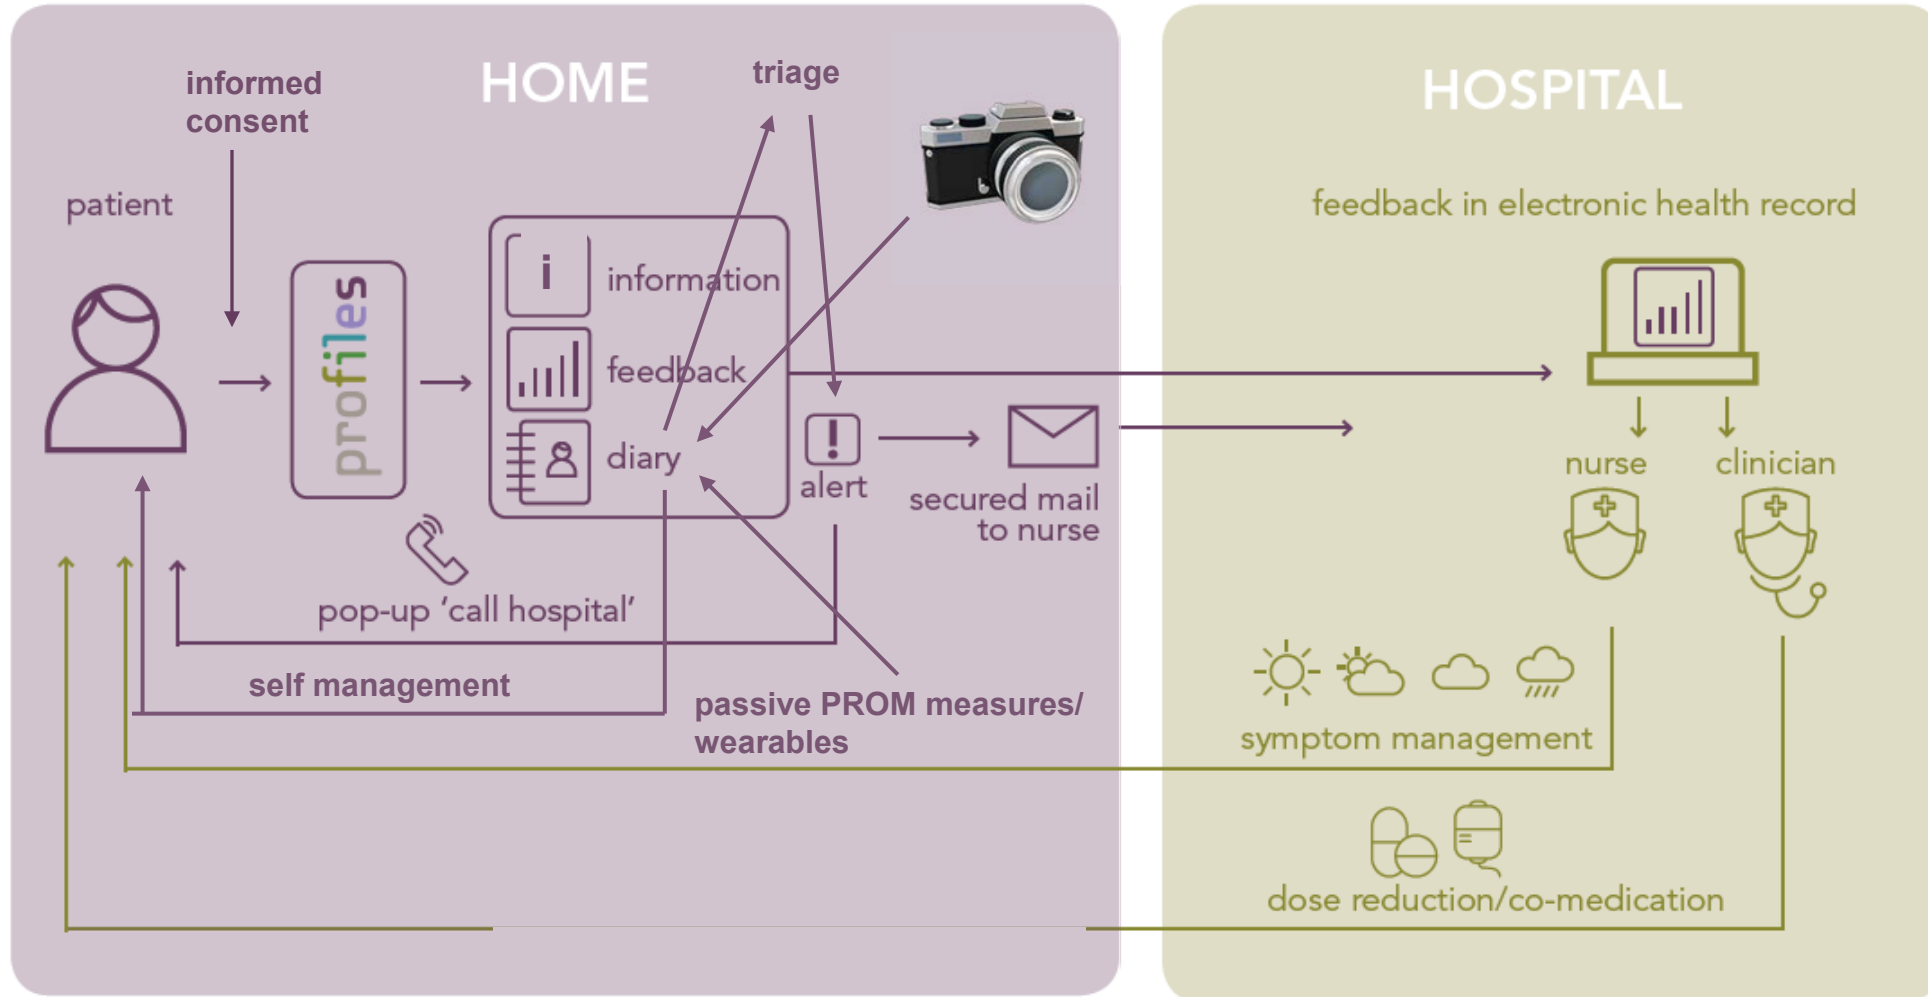 HOME
HOSPITAL
informed
consent
triage
patient
profiles
i
information
feedback
diary
!
alert
secured mail
to nurse
pop-up ‘call hospital’
self management
passive PROM measures/
wearables
feedback in electronic health record
nurse
clinician
symptom management
dose reduction/co-medication